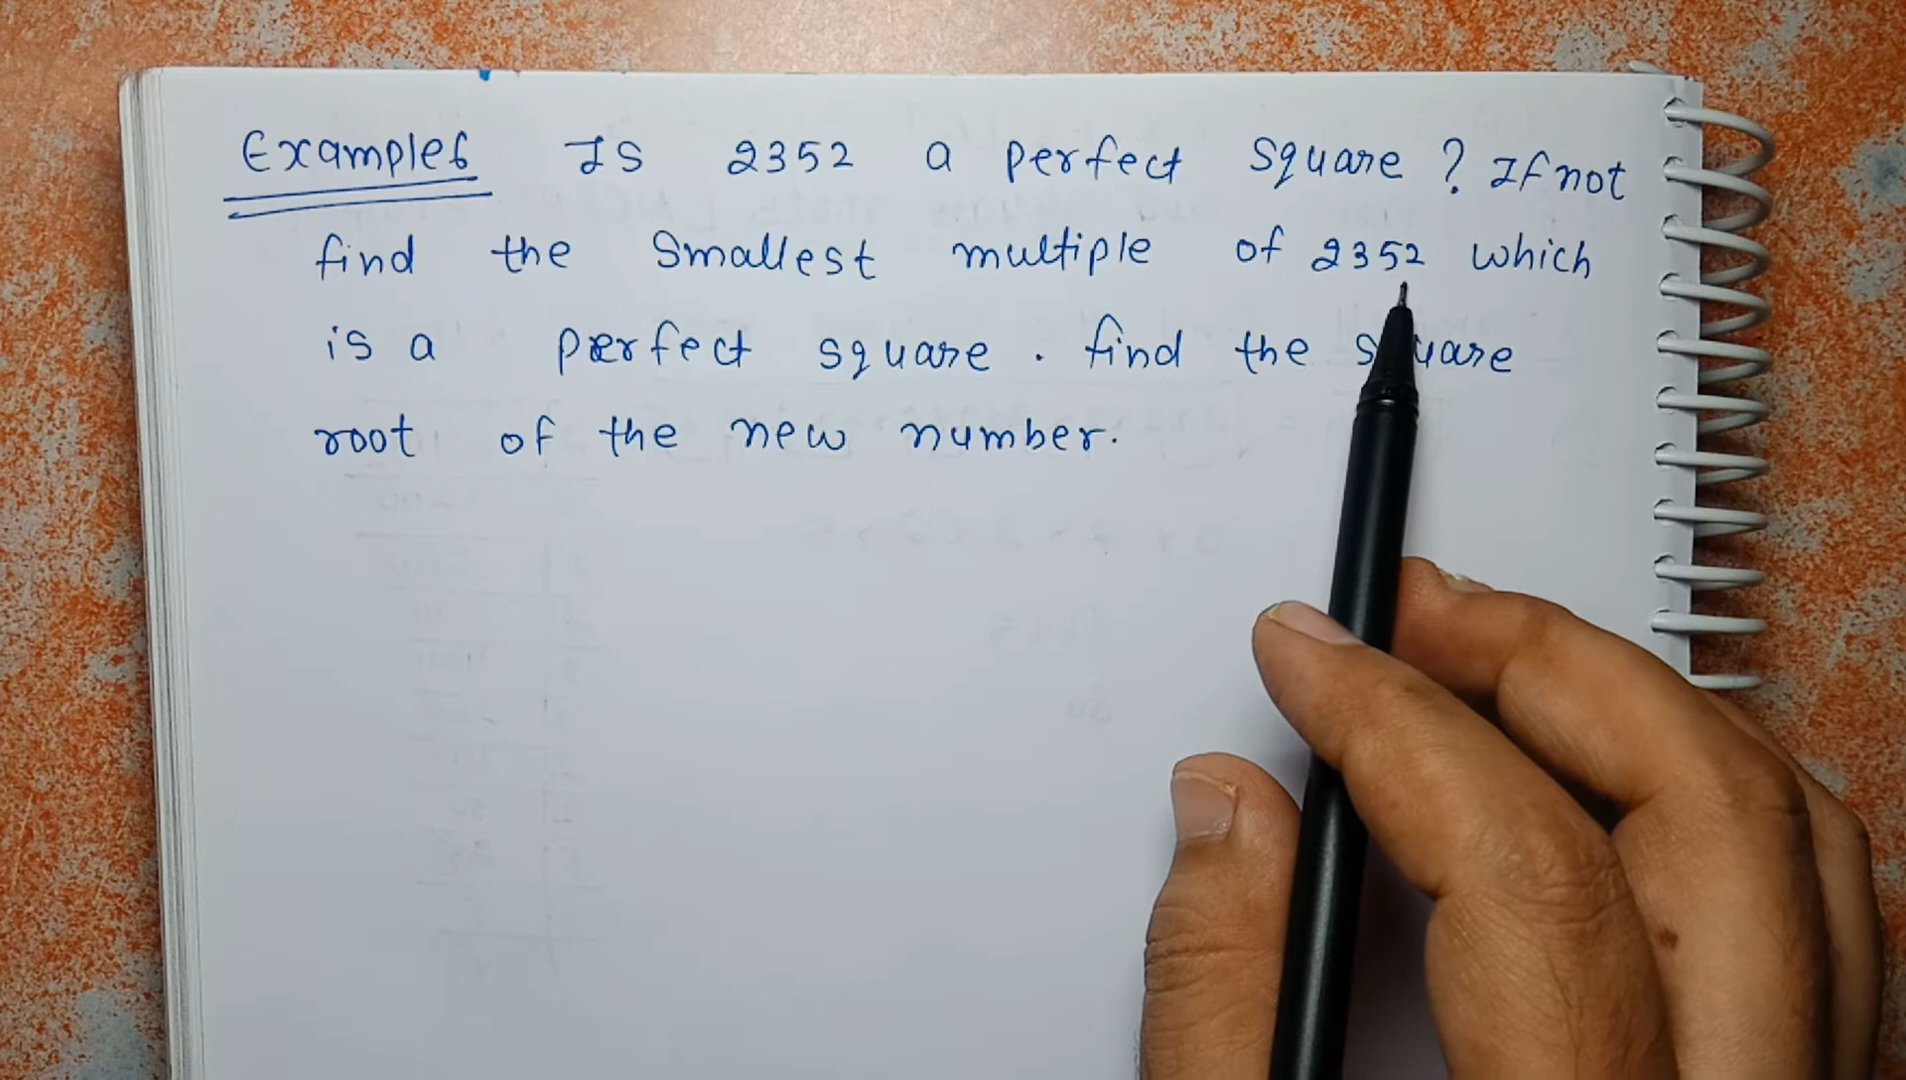 Example6 Is 2352 a perfect square ? If not
find the Smallest multiple of 2352 which
is a perfect square . find the square
root of the new number.